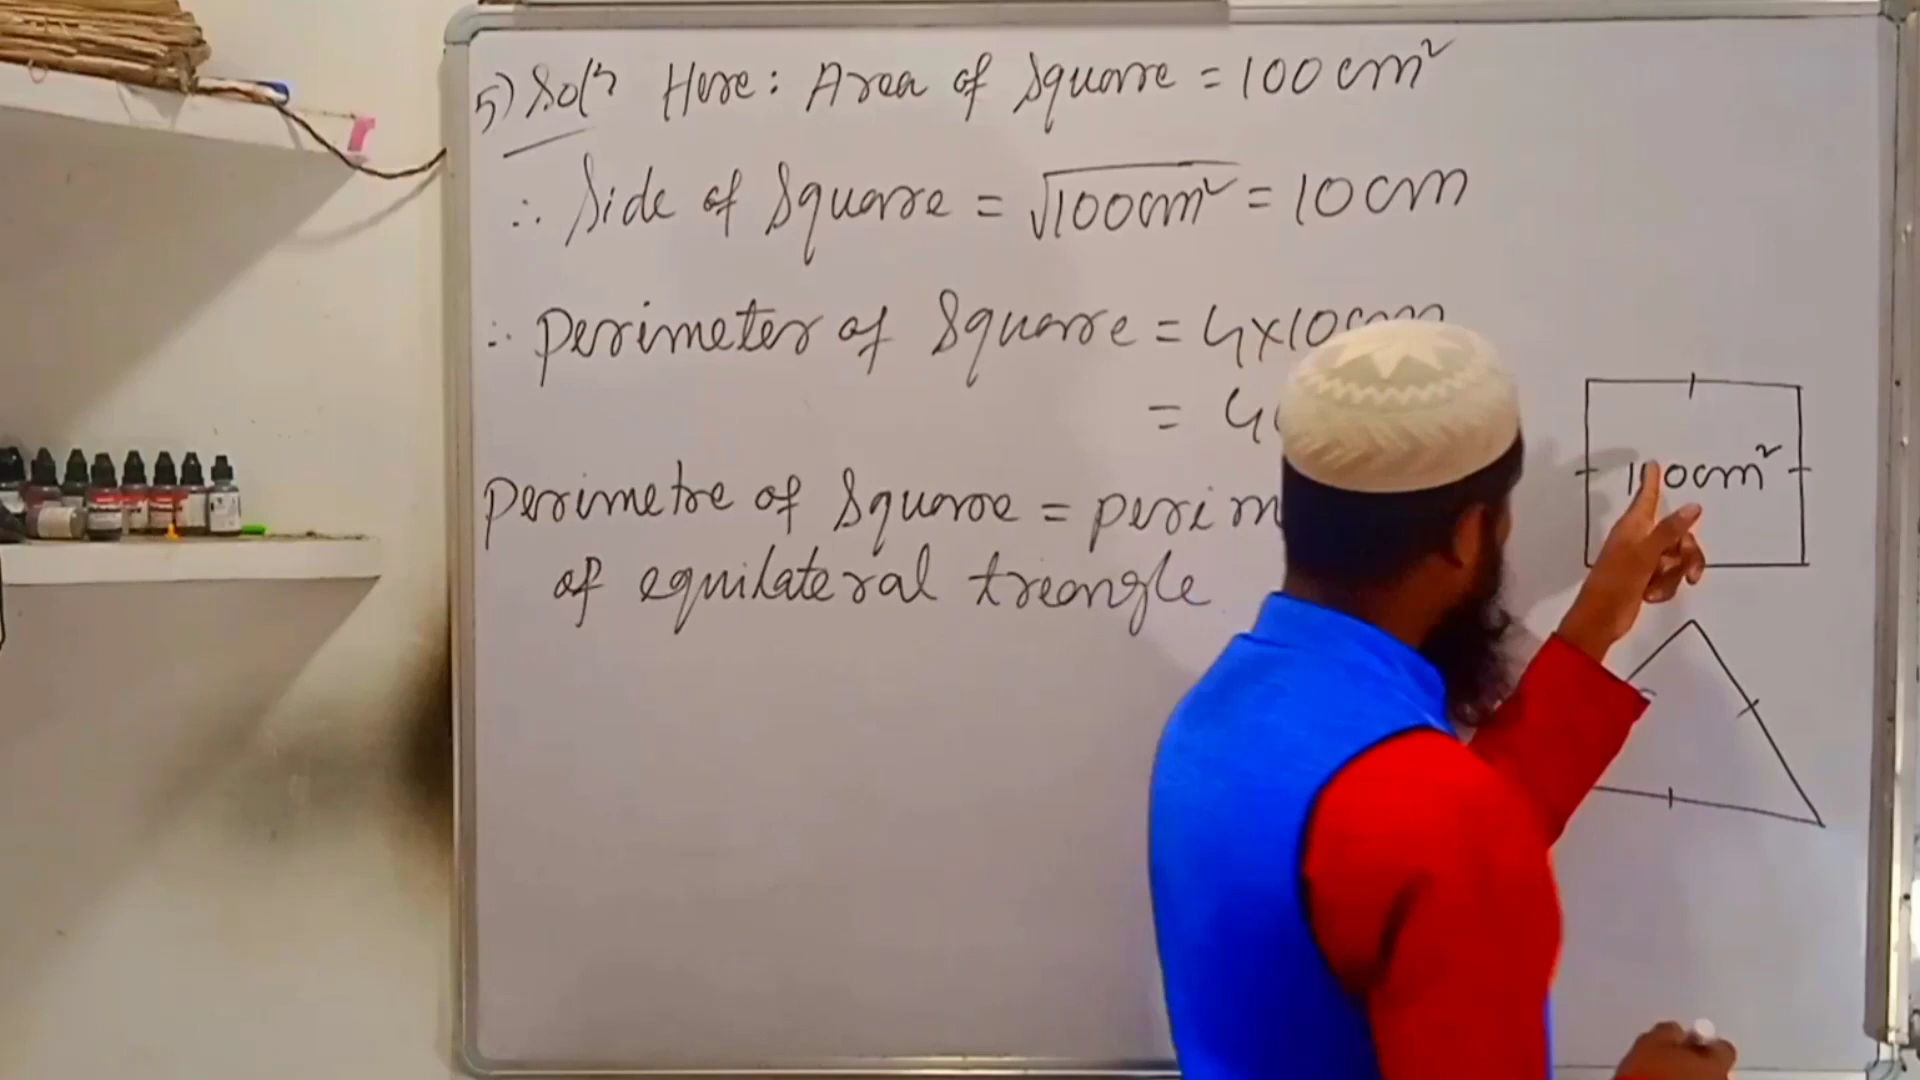 5) Solⁿ Here: Area of Square = 100 cm²
∴ Side of Square = √100cm² = 10cm
∴ perimeter of Square = 4×10cm
= 4
perimetre of Square = perim
of equilateral triangle
100cm²